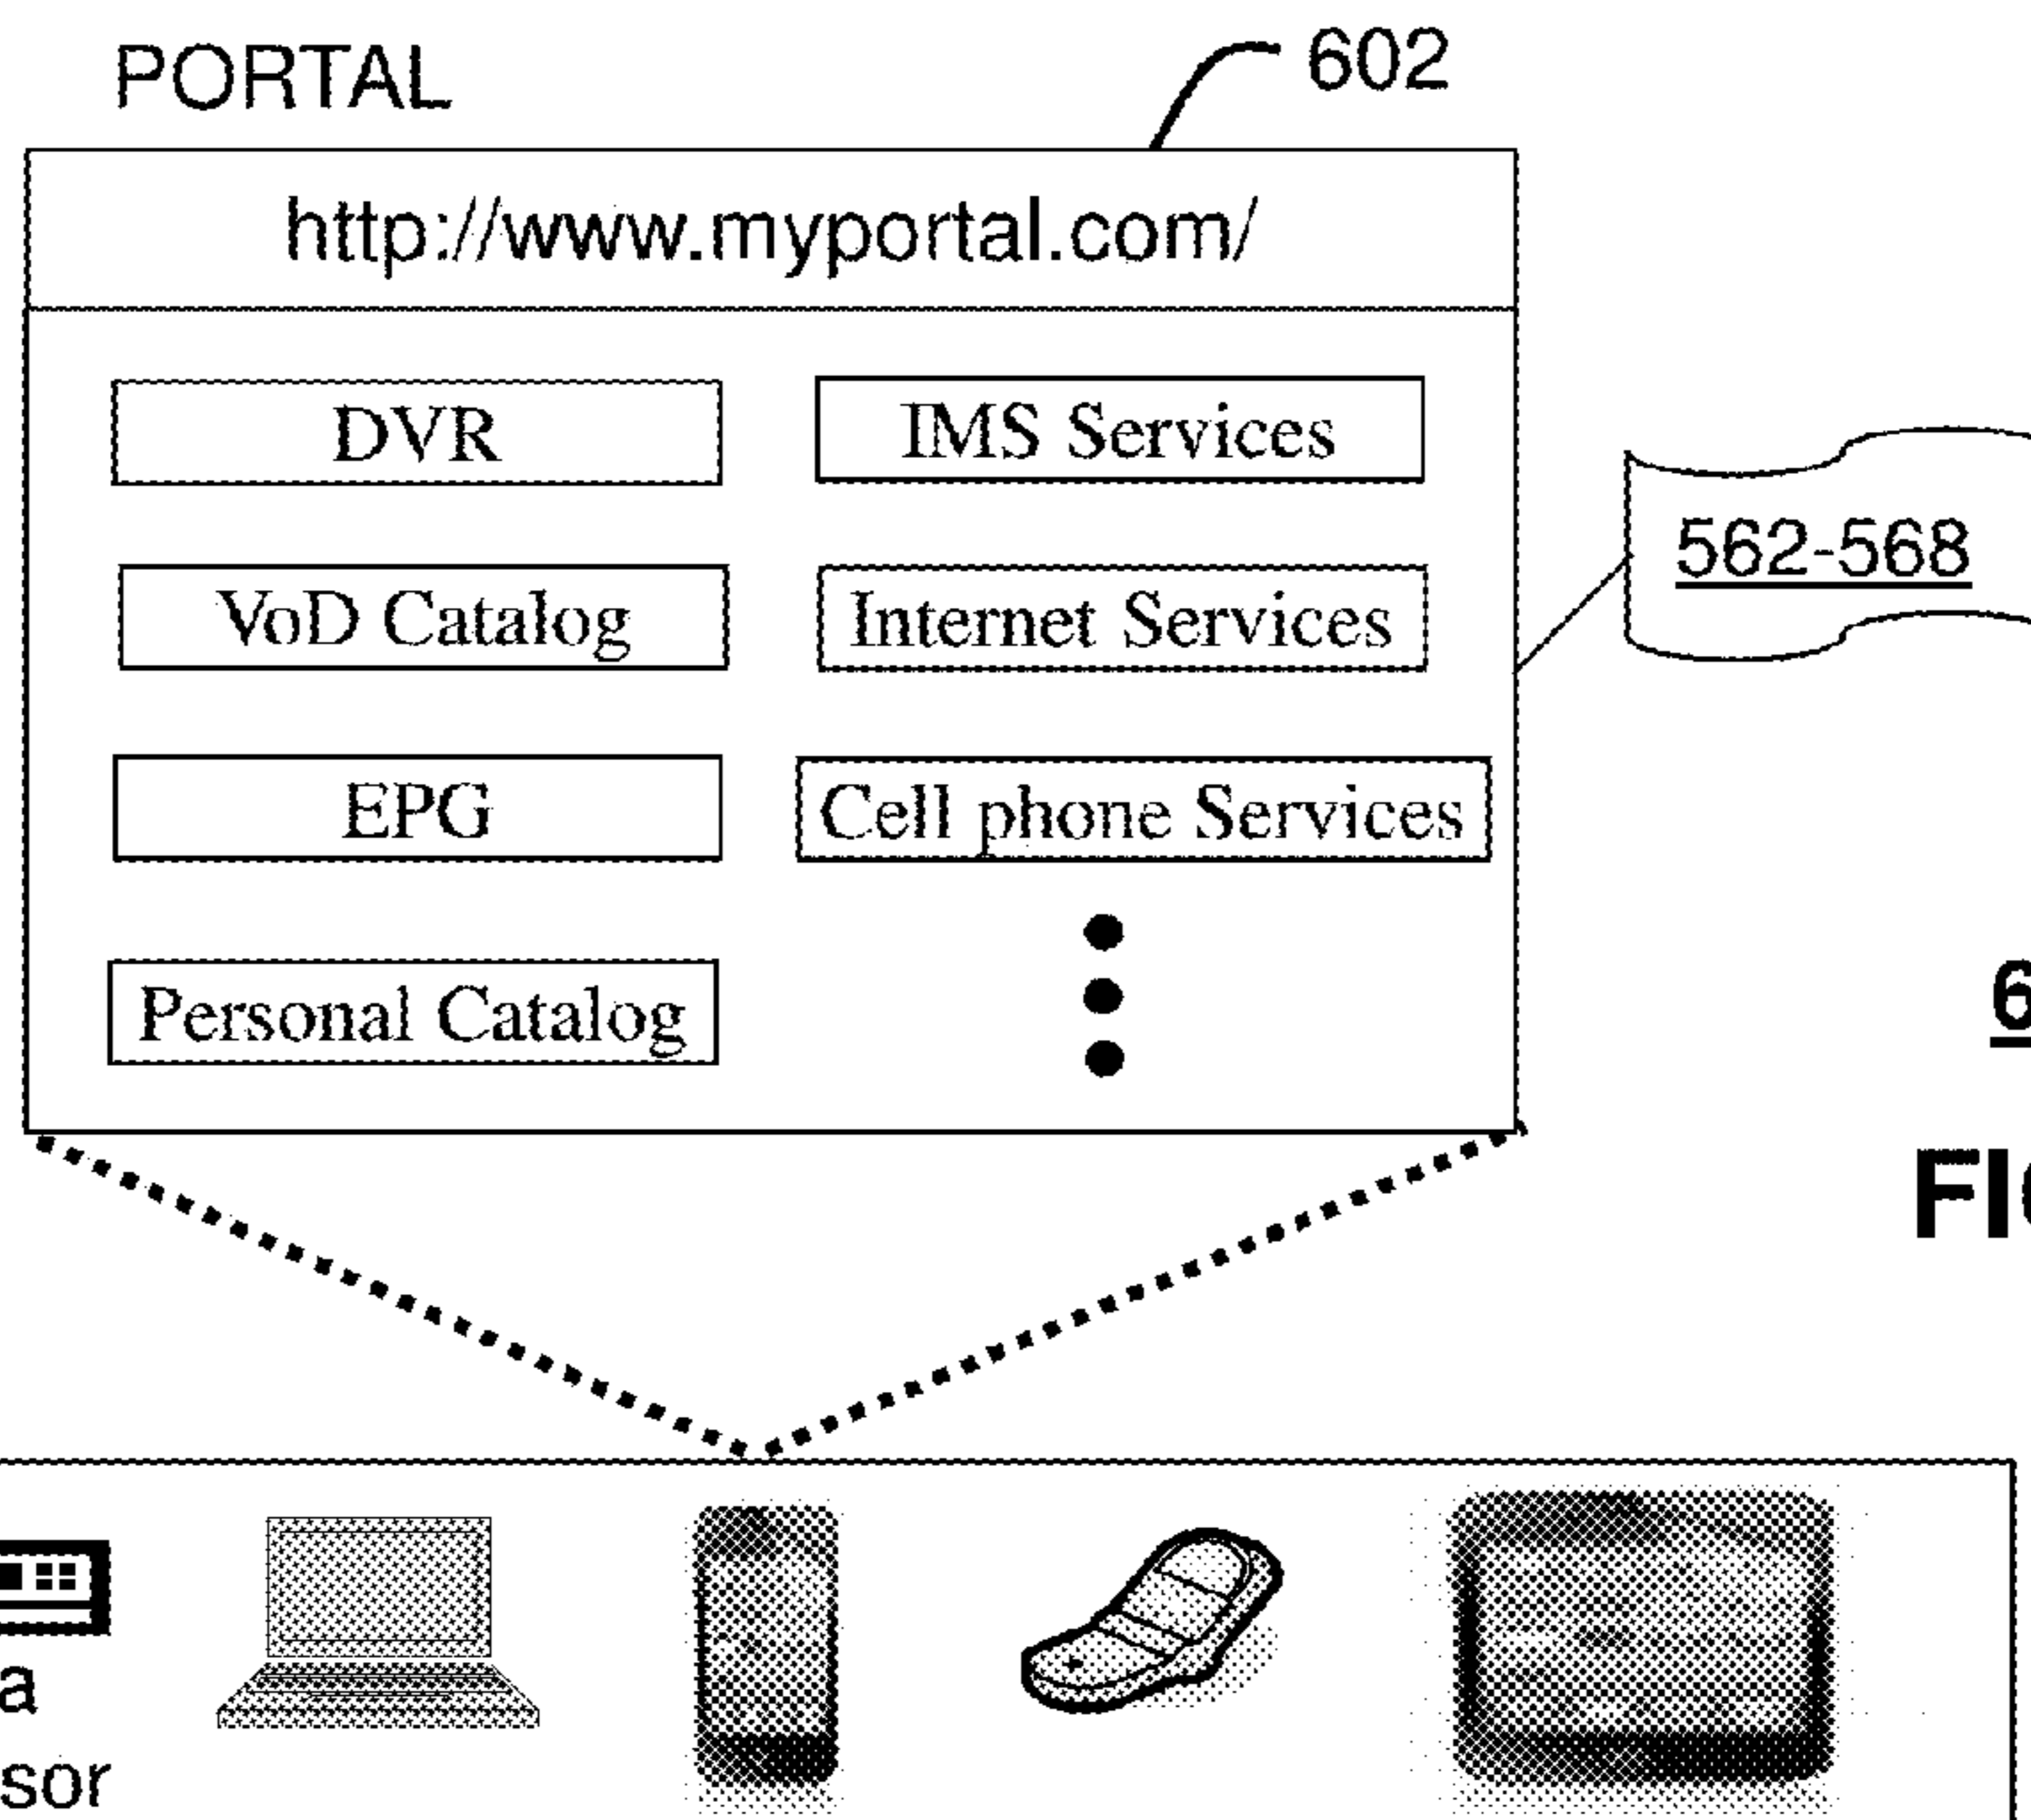 PORTAL
602
http://www.myportal.com/
DVR
IMS Services
562-568
VoD Catalog
Internet Services
EPG
Cell phone Services
Personal Catalog